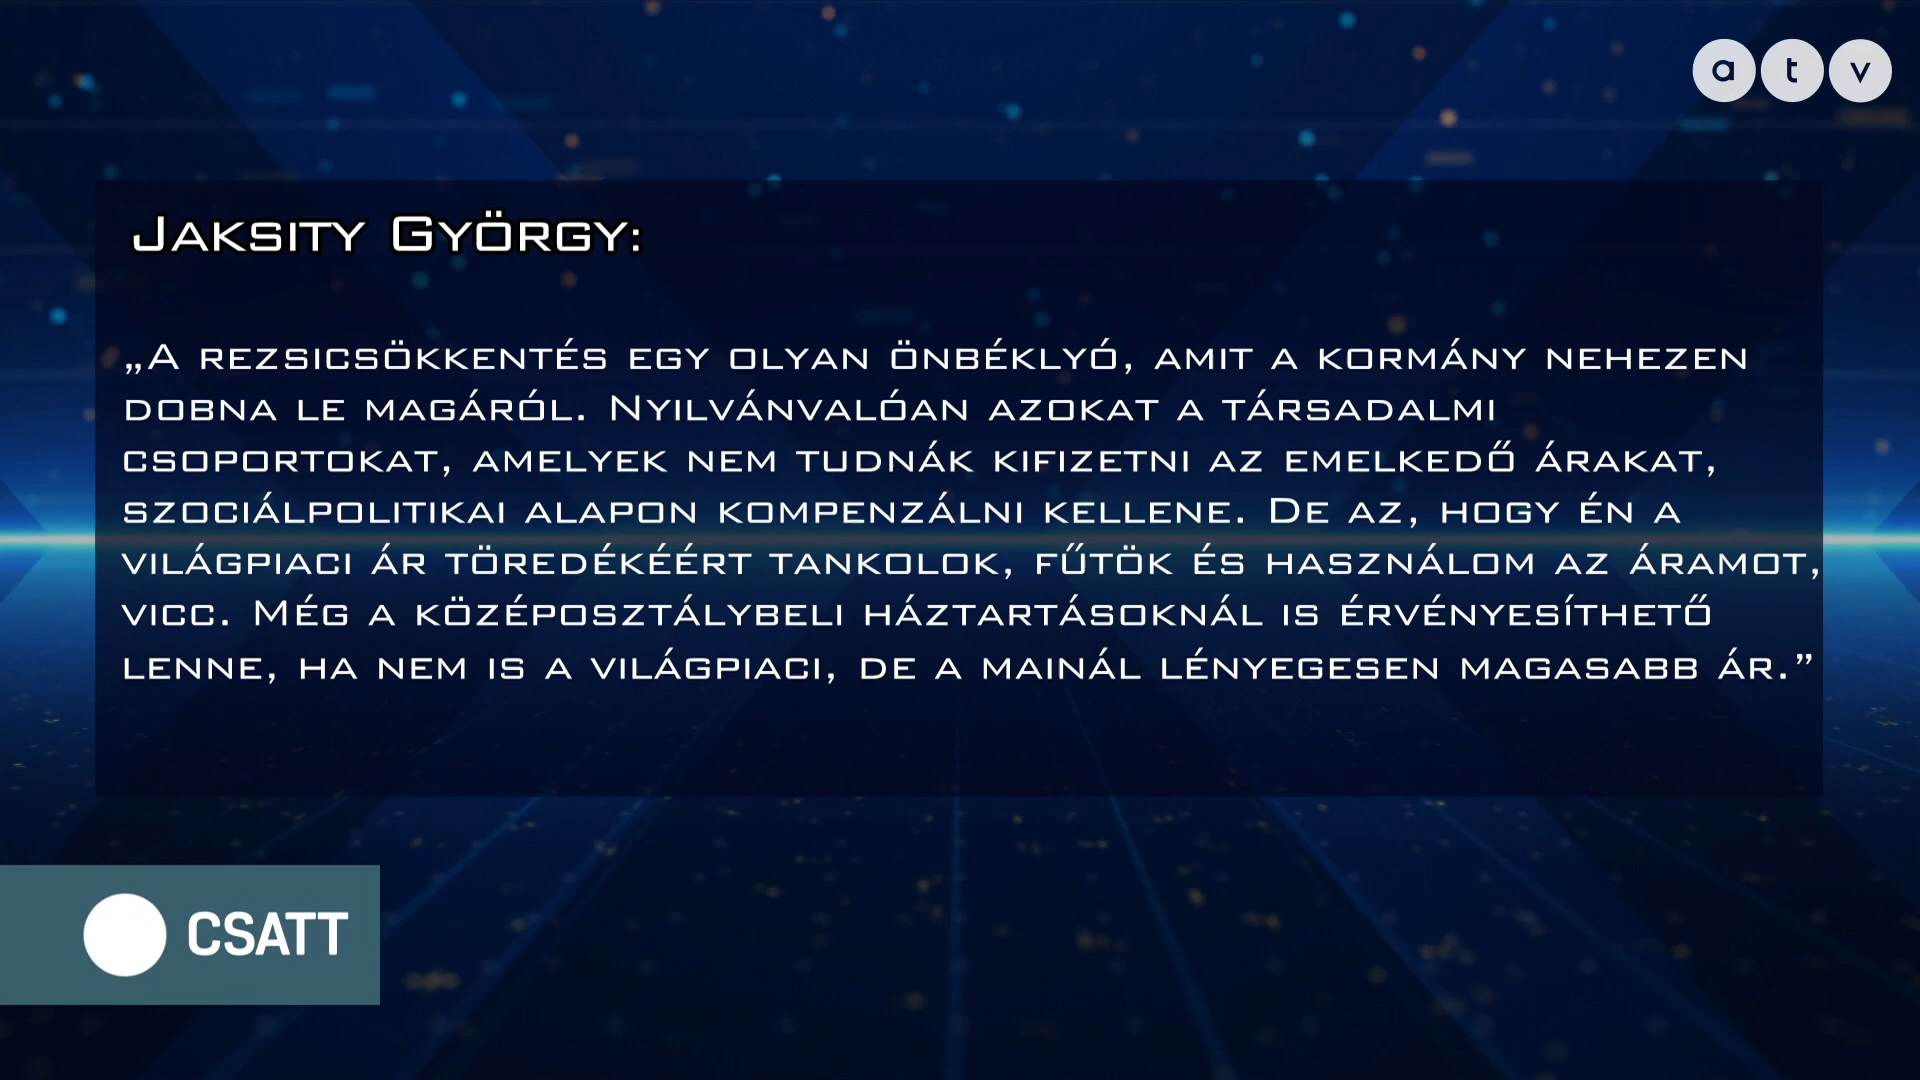 atv
Jaksity György:
„A rezsicsökkentés egy olyan önbéklyó, amit a kormány nehezen
dobna le magáról. Nyilvánvalóan azokat a társadalmi
csoportokat, amelyek nem tudnák kifizetni az emelkedő árakat,
szociálpolitikai alapon kompenzálni kellene. De az, hogy én a
világpiaci ár töredékéért tankolok, fűtök és használom az áramot,
vicc. Még a középosztálybeli háztartásoknál is érvényesíthető
lenne, ha nem is a világpiaci, de a mainál lényegesen magasabb ár.”
CSATT